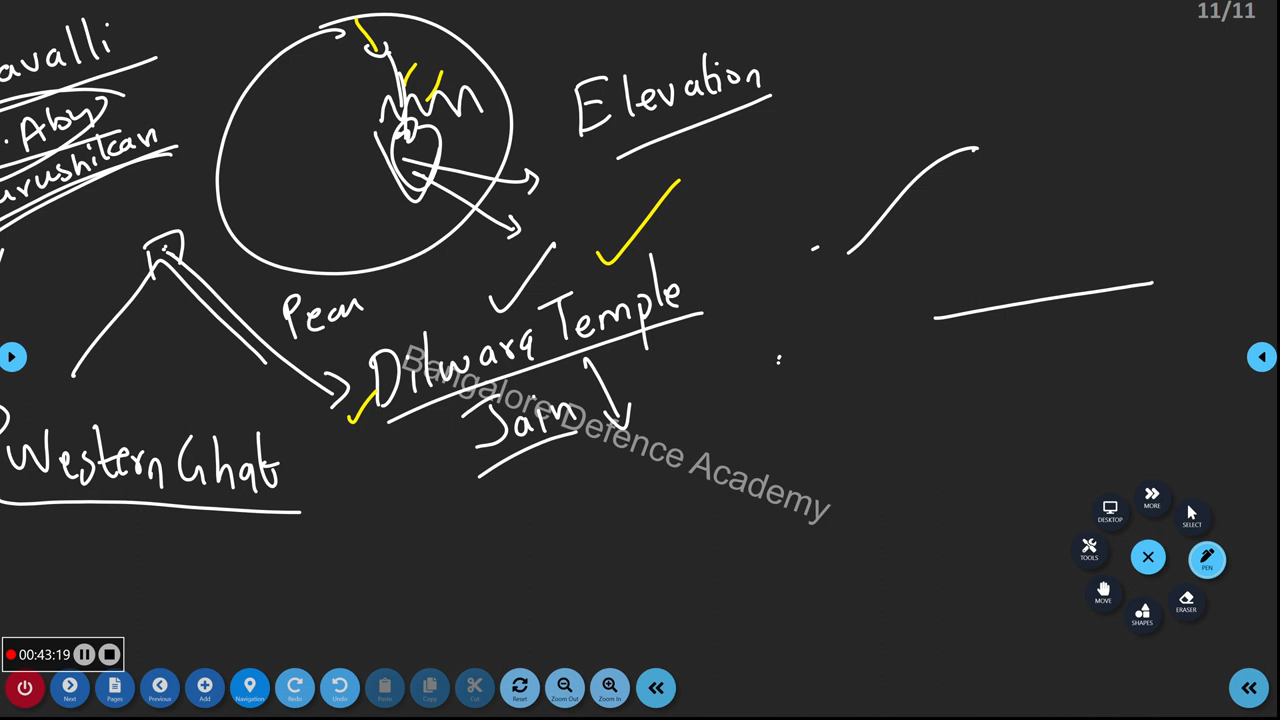 11/11
avalli
. Aby
urushikan
Elevation
Pean
Dilwara Temple
Jain
Western Ghat
Bangalore Defence Academy
DESKTOP
MORE
SELECT
TOOLS
PEN
MOVE
SHAPES
ERASER
00:43:19
Next
Pages
Previous
Add
Navigation
Redo
Undo
Paste
Copy
Cut
Reset
Zoom Out
Zoom In